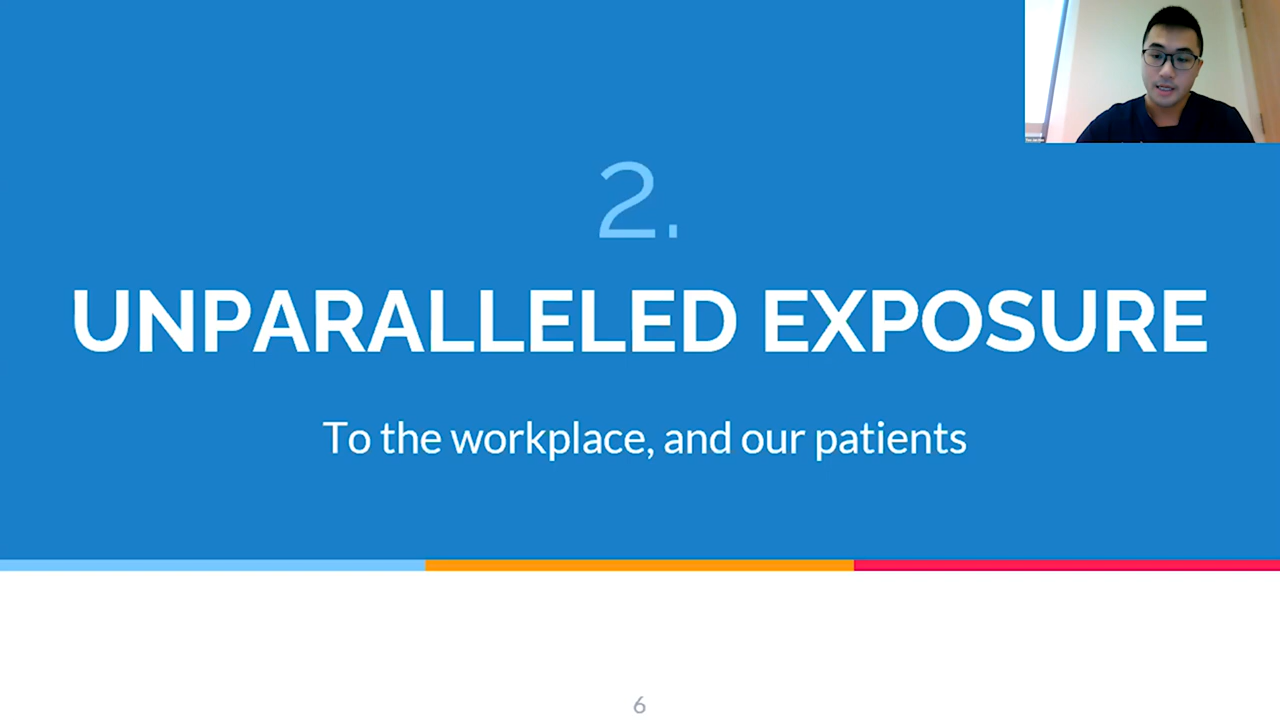 2.
UNPARALLELED EXPOSURE
To the workplace, and our patients
6